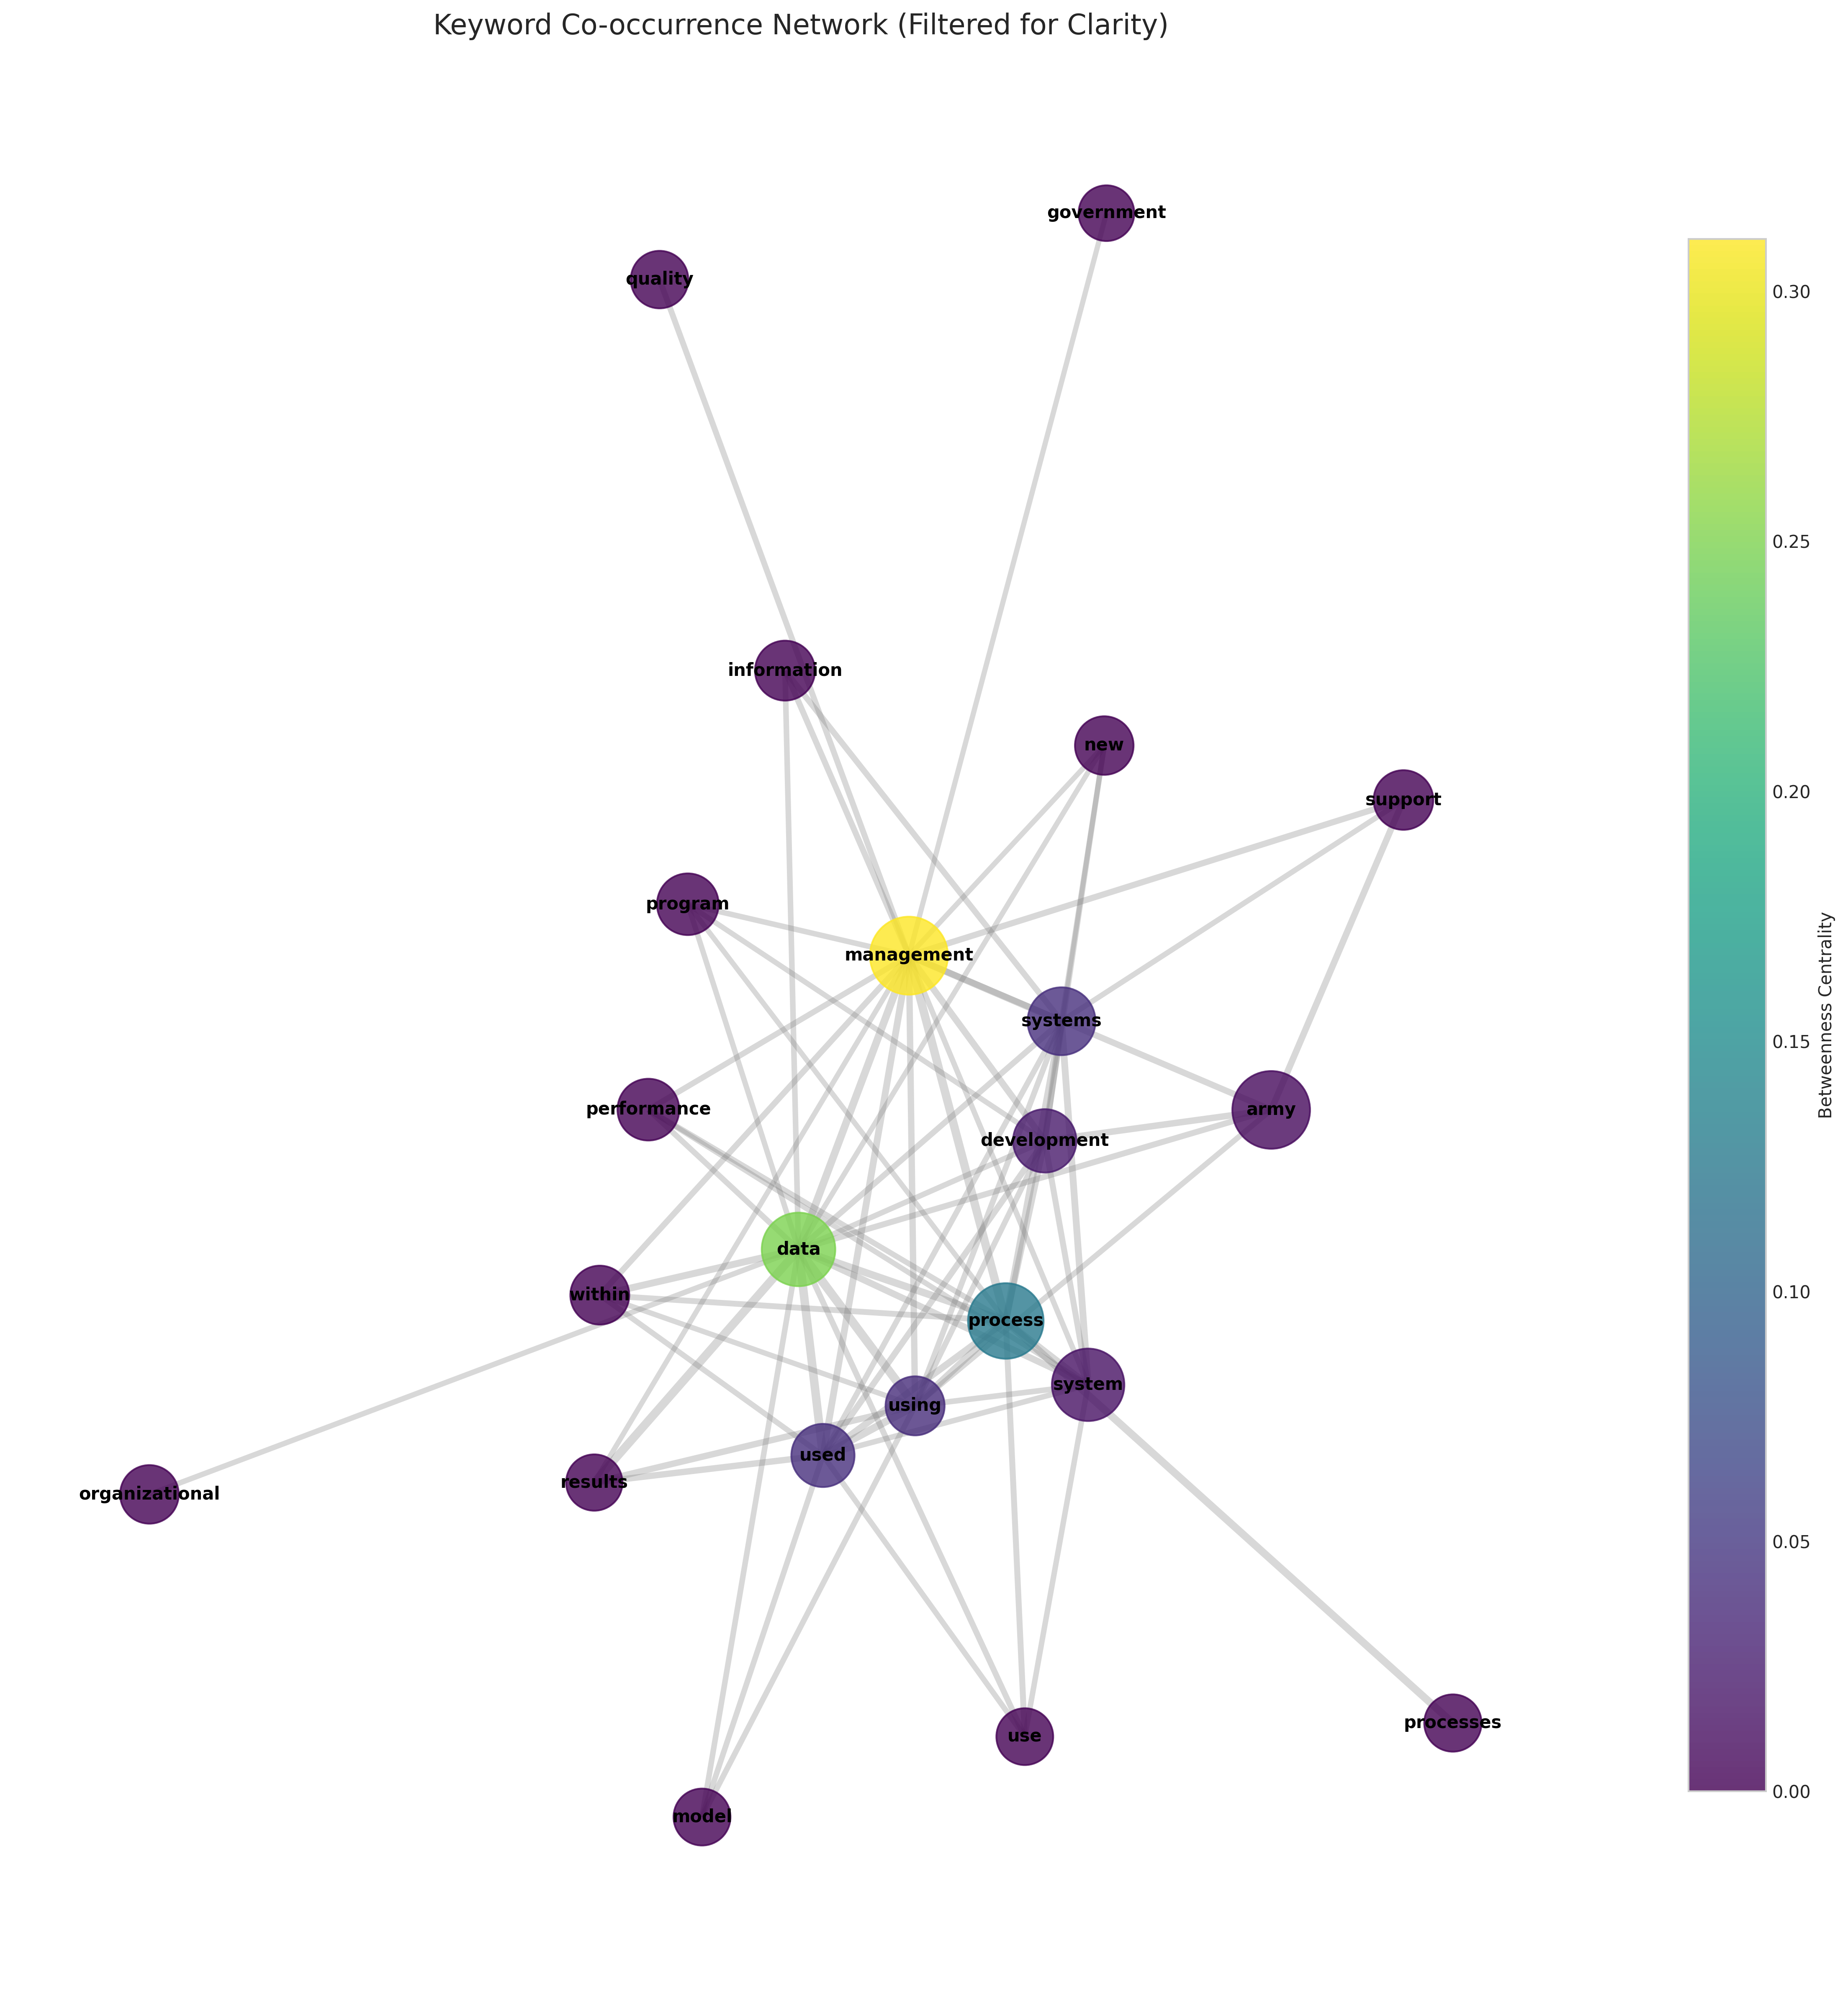 Keyword Co-occurrence Network (Filtered for Clarity)
government
quality
0.30
0.25
information
new
0.20
support
program
management
Betweenness Centrality
systems
0.15
performance
army
development
data
within
0.10
process
system
using
used
results
organizational
0.05
use
processes
0.00
model